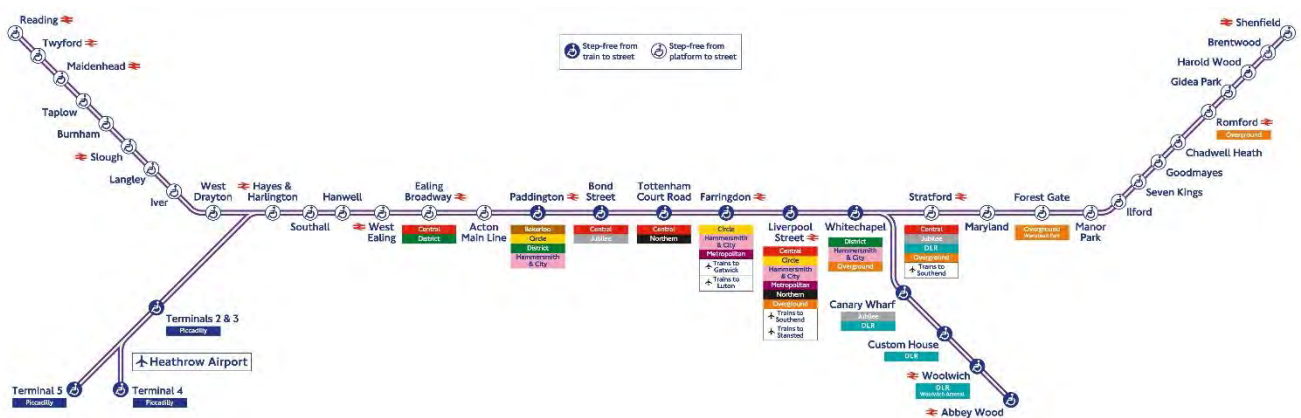 Reading
Twyford
Maidenhead
Taplow
Burnham
Slough
Langley
Iver
West
Drayton
Hayes &
Harlington
Southall
Hanwell
West
Ealing
Ealing
Broadway
Central
District
Acton
Main Line
Paddington
Bakerloo
Circle
District
Hammersmith
& City
Bond
Street
Central
Jubilee
Tottenham
Court Road
Central
Northern
Farringdon
Circle
Hammersmith
& City
Metropolitan
Trains to
Gatwick
Trains to
Luton
Liverpool
Street
Central
Circle
Hammersmith
& City
Metropolitan
Northern
Overground
Trains to
Southend
Trains to
Stansted
Whitechapel
District
Hammersmith
& City
Overground
Stratford
Central
Jubilee
DLR
Overground
Trains to
Southend
Maryland
Forest Gate
Overground
Wanstead Park
Manor
Park
Ilford
Seven Kings
Goodmayes
Chadwell Heath
Romford
Overground
Gidea Park
Harold Wood
Brentwood
Shenfield
Step-free from
train to street
Step-free from
platform to street
Terminals 2 & 3
Piccadilly
Heathrow Airport
Terminal 5
Piccadilly
Terminal 4
Piccadilly
Canary Wharf
Jubilee
DLR
Custom House
DLR
Woolwich
DLR
Woolwich Arsenal
Abbey Wood